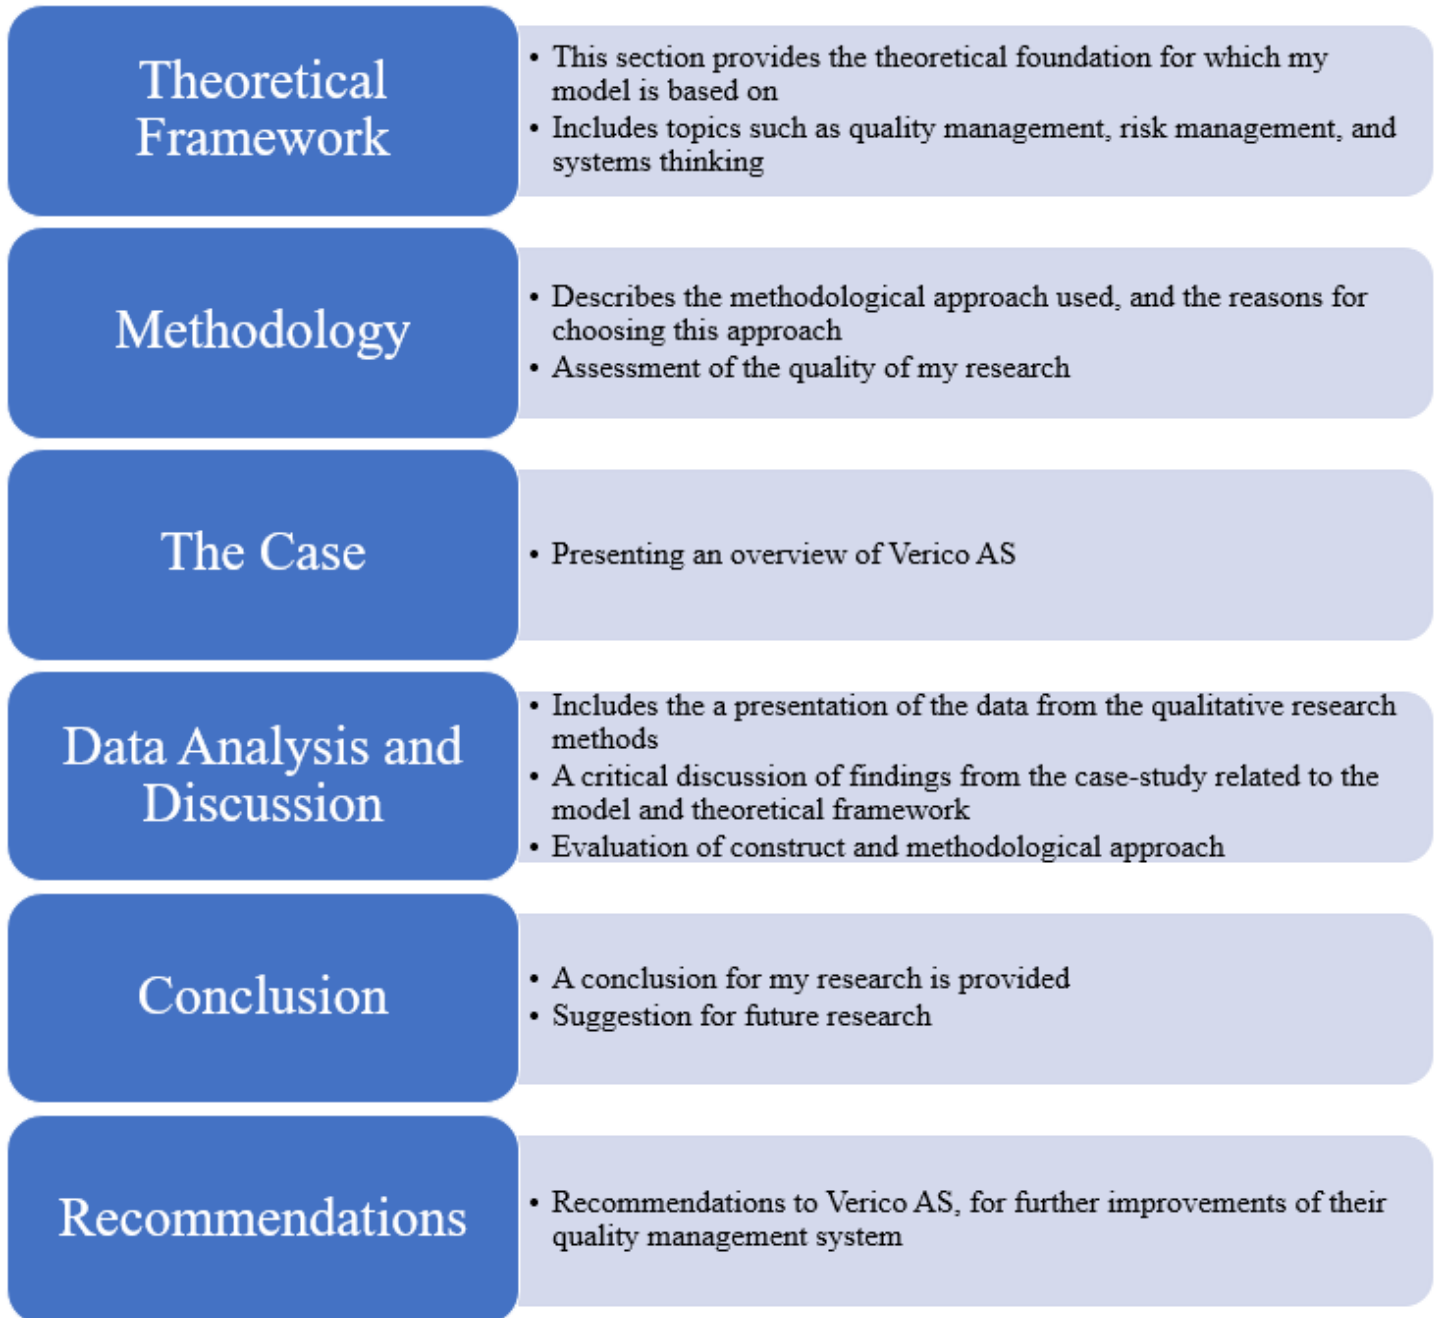 Theoretical
Framework
• This section provides the theoretical foundation for which my
model is based on
• Includes topics such as quality management, risk management, and
systems thinking
Methodology
• Describes the methodological approach used, and the reasons for
choosing this approach
• Assessment of the quality of my research
The Case
• Presenting an overview of Verico AS
Data Analysis and
Discussion
• Includes the a presentation of the data from the qualitative research
methods
• A critical discussion of findings from the case-study related to the
model and theoretical framework
• Evaluation of construct and methodological approach
Conclusion
• A conclusion for my research is provided
• Suggestion for future research
Recommendations
• Recommendations to Verico AS, for further improvements of their
quality management system